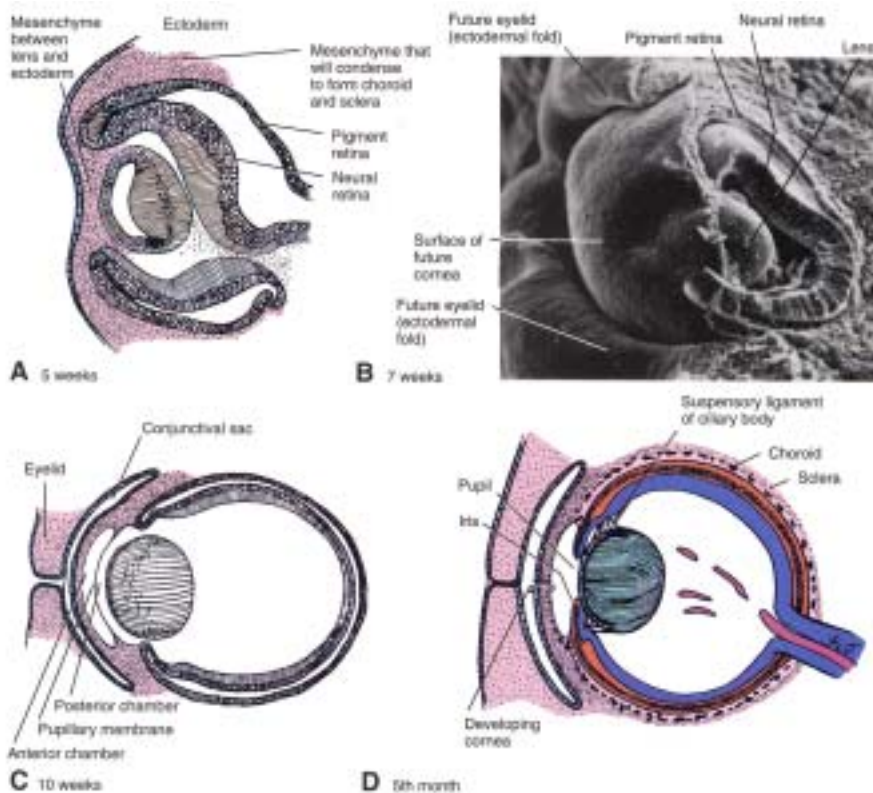 Mesenchyme
between
lens and
ectoderm
Ectoderm
Mesenchyme that
will condense
to form choroid
and sclera
Pigment
retina
Neural
retina
A 5 weeks
Future eyelid
(ectodermal fold)
Pigment retina
Neural retina
Lens
Surface of
future
cornea
Future eyelid
(ectodermal
fold)
B 7 weeks
Conjunctival sac
Eyelid
Posterior chamber
Pupillary membrane
Anterior chamber
C 10 weeks
Suspensory ligament
of ciliary body
Choroid
Sclera
Pupil
Iris
Developing
cornea
D 5th month